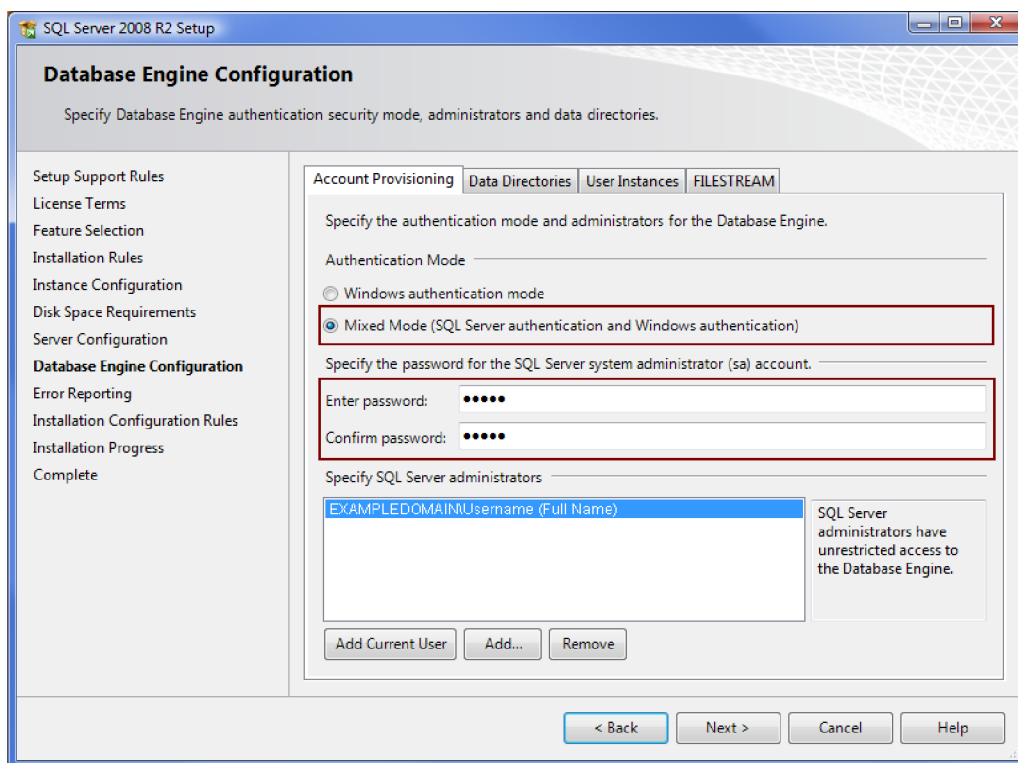 SQL Server 2008 R2 Setup
Database Engine Configuration
Specify Database Engine authentication security mode, administrators and data directories.
Setup Support Rules
License Terms
Feature Selection
Installation Rules
Instance Configuration
Disk Space Requirements
Server Configuration
Database Engine Configuration
Error Reporting
Installation Configuration Rules
Installation Progress
Complete
Account Provisioning
Data Directories
User Instances
FILESTREAM
Specify the authentication mode and administrators for the Database Engine.
Authentication Mode
Windows authentication mode
Mixed Mode (SQL Server authentication and Windows authentication)
Specify the password for the SQL Server system administrator (sa) account.
Enter password: •••••
Confirm password: •••••
Specify SQL Server administrators
EXAMPLEDOMAIN\Username (Full Name)
SQL Server
administrators have
unrestricted access to
the Database Engine.
Add Current User
Add...
Remove
< Back
Next >
Cancel
Help